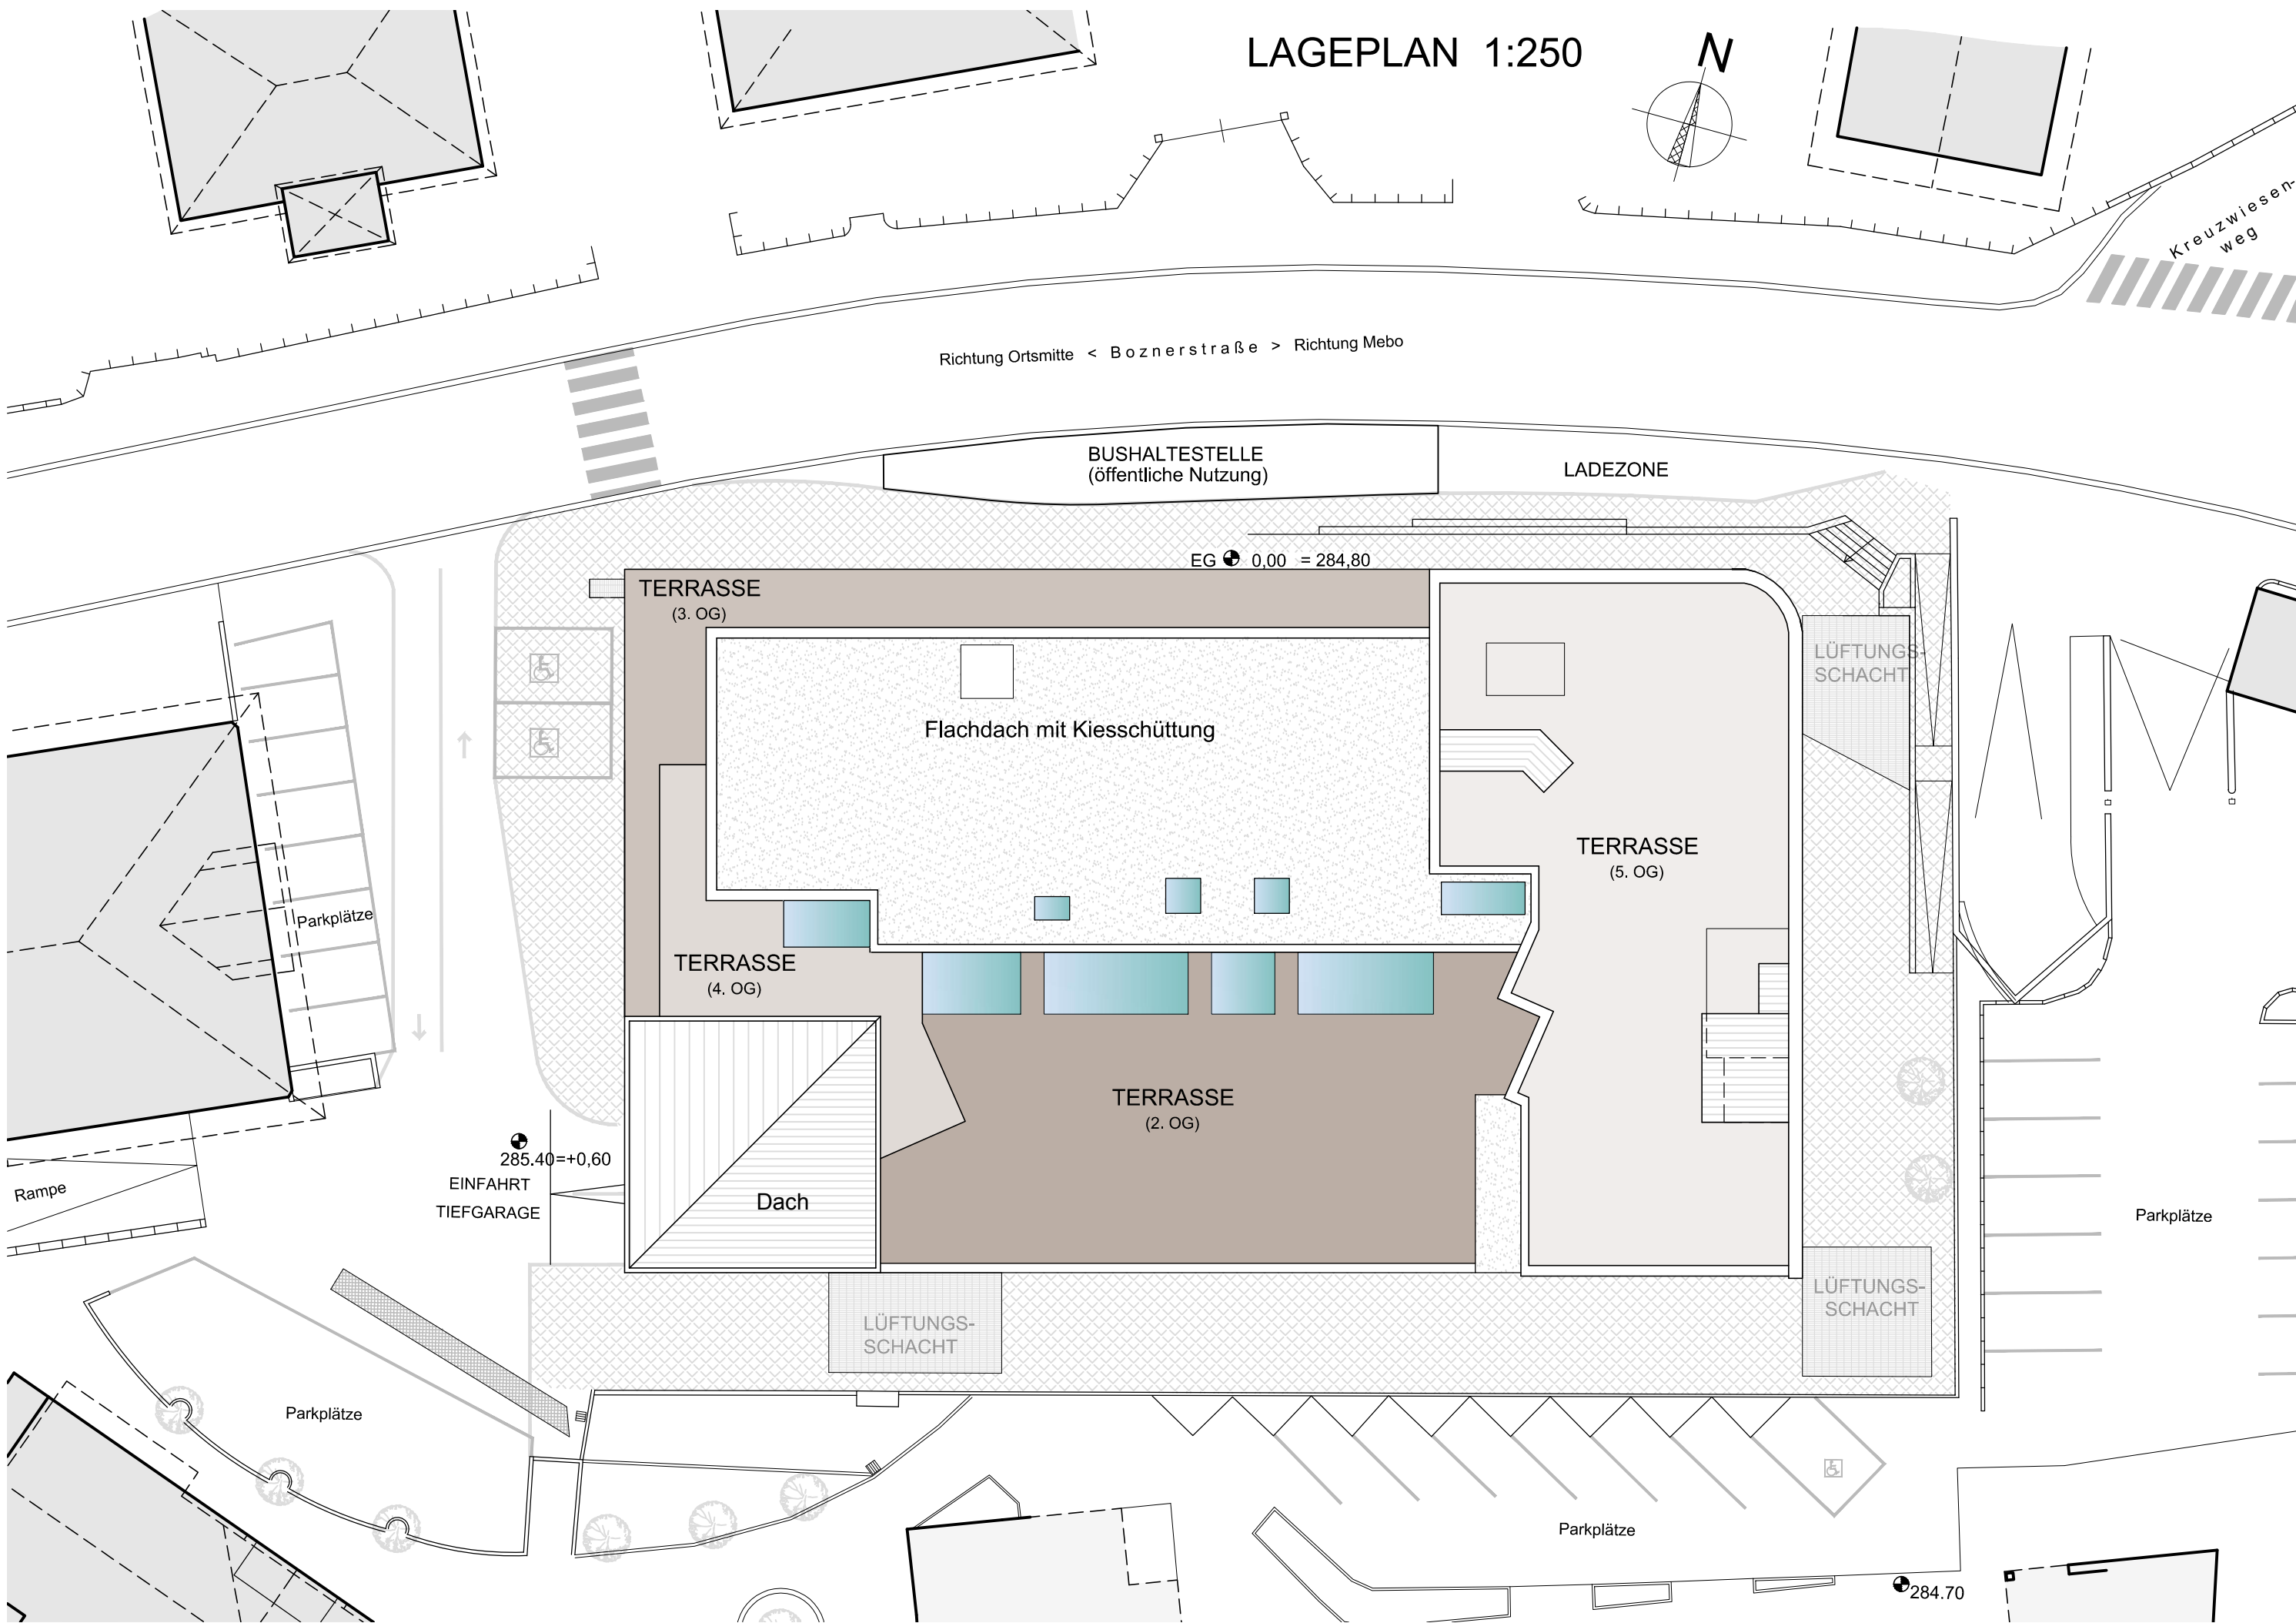 LAGEPLAN 1:250
N
Kreuzwiesen-
weg
Richtung Ortsmitte < Boznerstraße > Richtung Mebo
BUSHALTESTELLE
(öffentliche Nutzung)
LADEZONE
EG 0,00 = 284,80
TERRASSE
(3. OG)
LÜFTUNGS-
SCHACHT
Flachdach mit Kiesschüttung
TERRASSE
(5. OG)
Parkplätze
TERRASSE
(4. OG)
TERRASSE
(2. OG)
285.40=+0,60
EINFAHRT
TIEFGARAGE
Rampe
Dach
Parkplätze
LÜFTUNGS-
SCHACHT
LÜFTUNGS-
SCHACHT
Parkplätze
Parkplätze
284.70